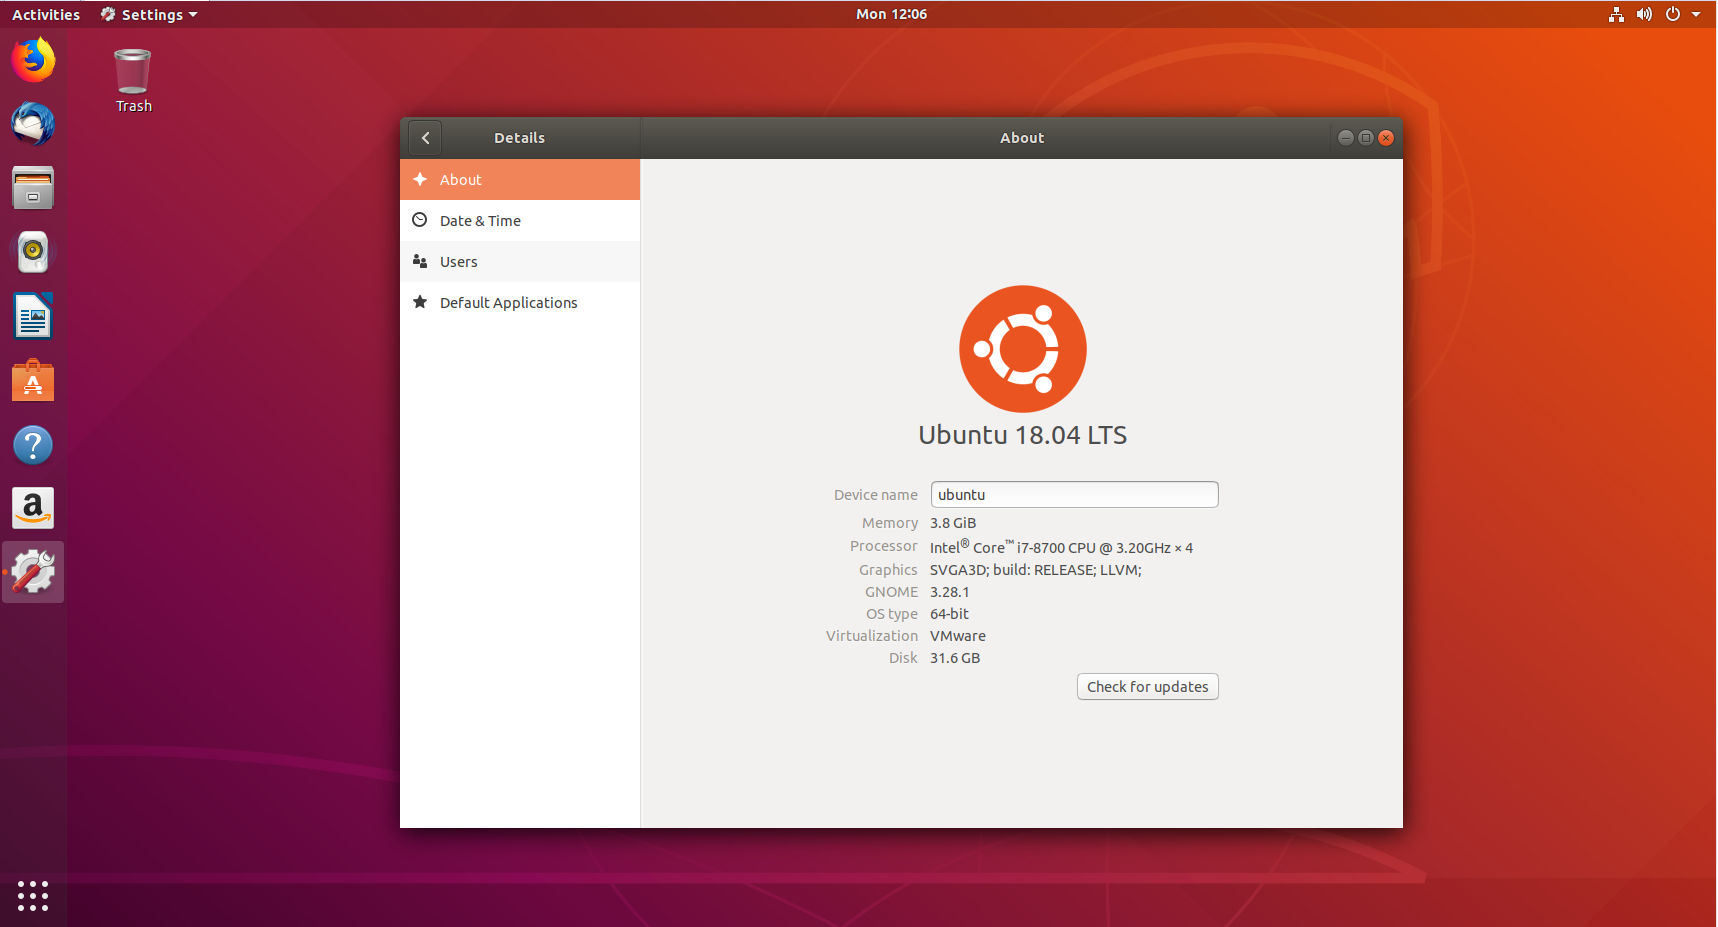 Activities Settings Mon 12:06
Trash
Details About
About
Date & Time
Users
Default Applications
Ubuntu 18.04 LTS
Device name ubuntu
Memory 3.8 GiB
Processor Intel® Core™ i7-8700 CPU @ 3.20GHz × 4
Graphics SVGA3D; build: RELEASE; LLVM;
GNOME 3.28.1
OS type 64-bit
Virtualization VMware
Disk 31.6 GB
Check for updates